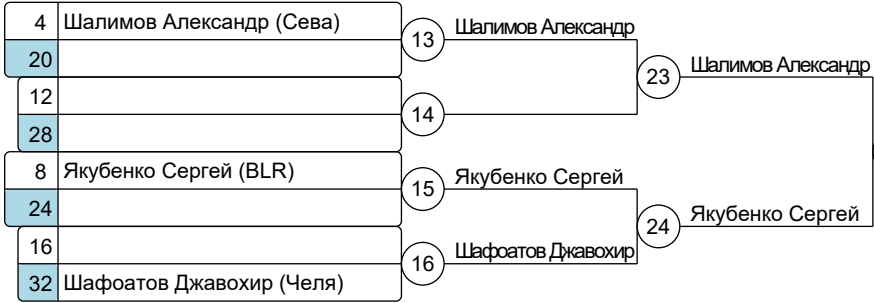 4 Шалимов Александр (Сева)
20
12
28
8 Якубенко Сергей (BLR)
24
16
32 Шафоатов Джавохир (Челя)
13 Шалимов Александр
14
15 Якубенко Сергей
16 Шафоатов Джавохир
23 Шалимов Александр
24 Якубенко Сергей